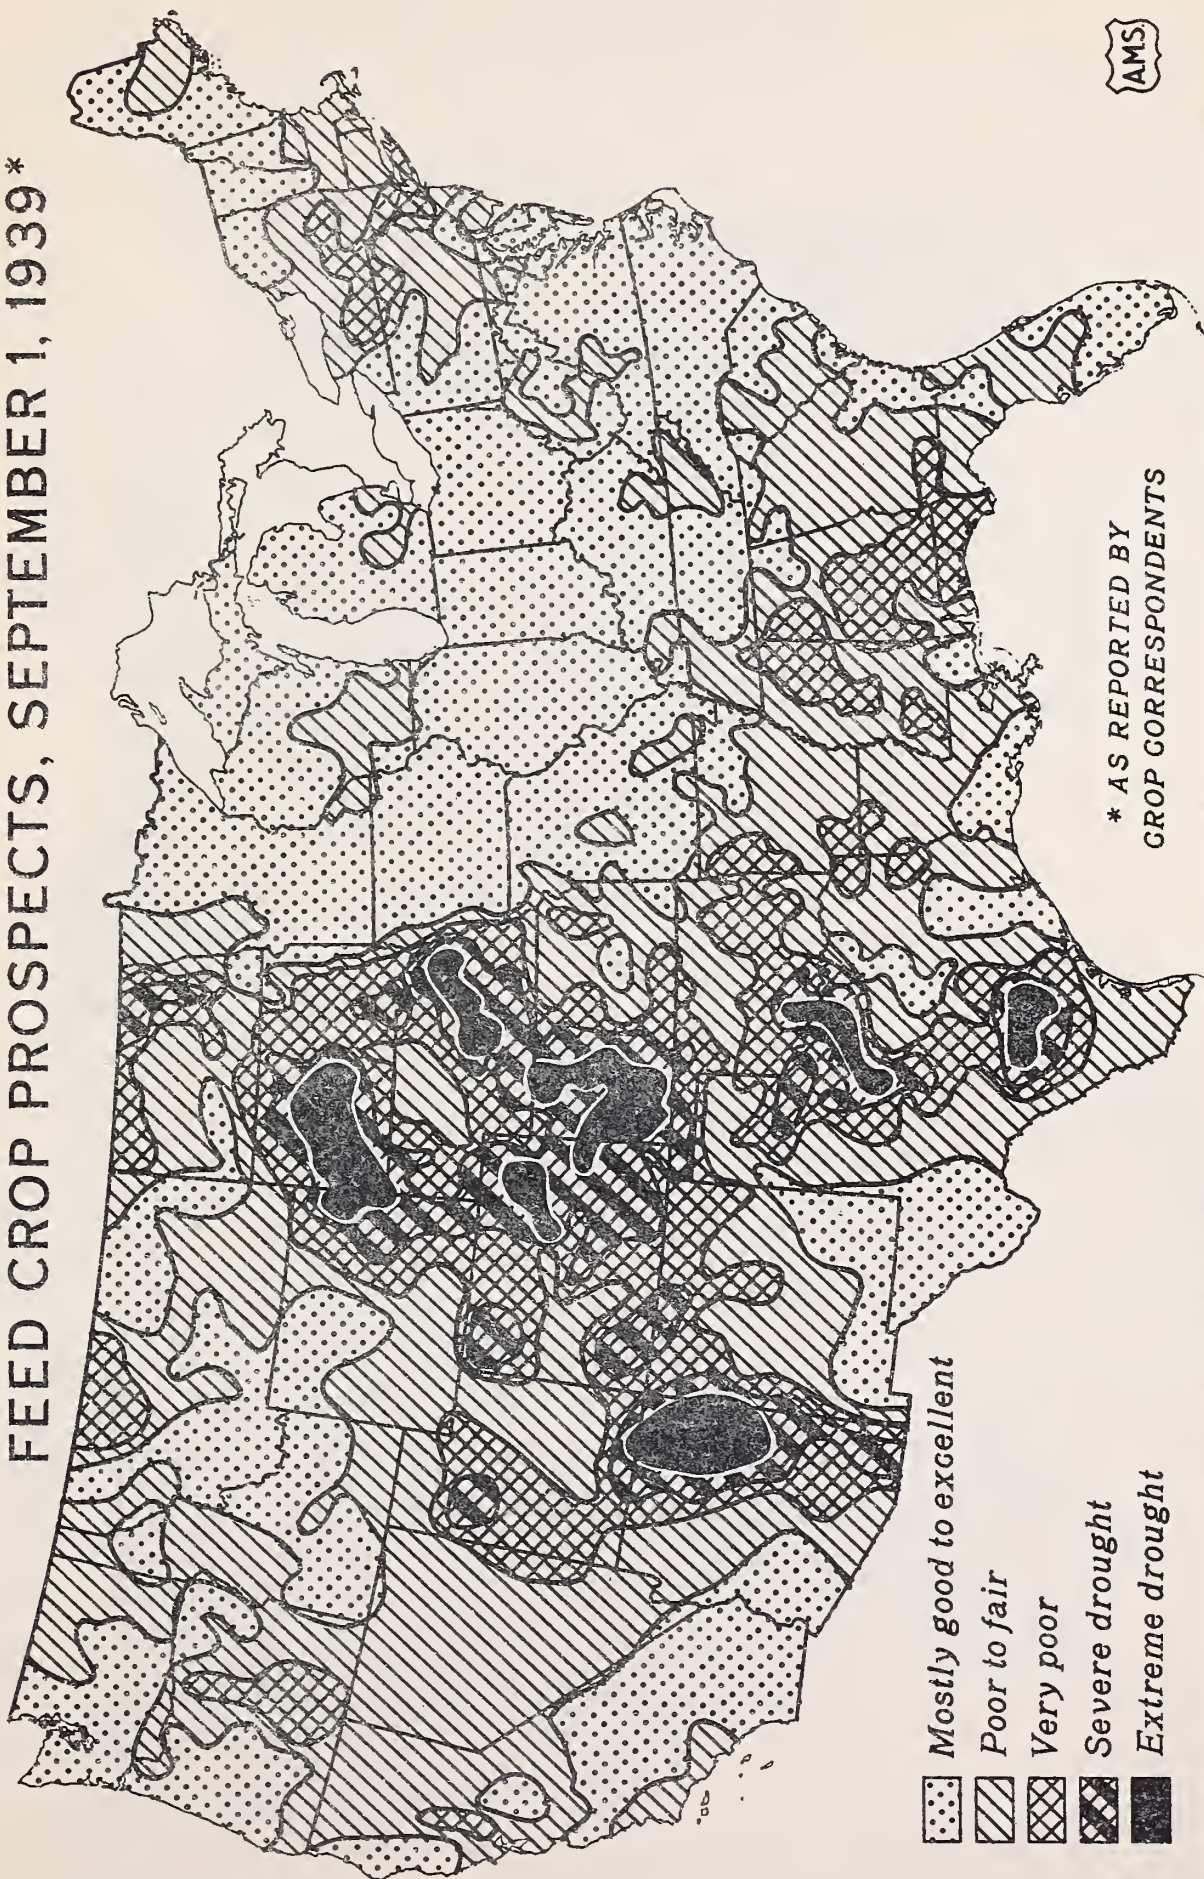 FEED CROP PROSPECTS, SEPTEMBER 1, 1939*
Mostly good to excellent
Poor to fair
Very poor
Severe drought
Extreme drought
* AS REPORTED BY
CROP CORRESPONDENTS
A.M.S.